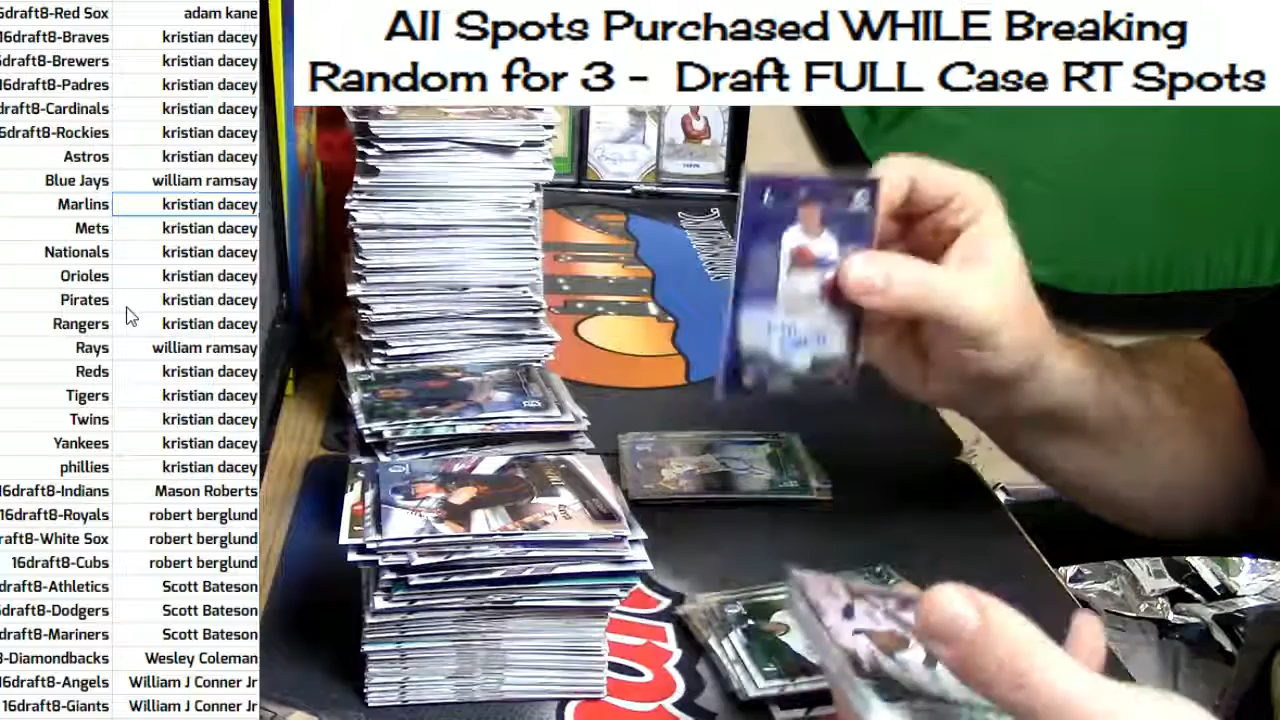 6draft8-Red Sox adam kane
16draft8-Braves kristian dacey
6draft8-Brewers kristian dacey
16draft8-Padres kristian dacey
draft8-Cardinals kristian dacey
6draft8-Rockies kristian dacey
Astros kristian dacey
Blue Jays william ramsay
Marlins kristian dacey
Mets kristian dacey
Nationals kristian dacey
Orioles kristian dacey
Pirates kristian dacey
Rangers kristian dacey
Rays william ramsay
Reds kristian dacey
Tigers kristian dacey
Twins kristian dacey
Yankees kristian dacey
phillies kristian dacey
16draft8-Indians Mason Roberts
16draft8-Royals robert berglund
raft8-White Sox robert berglund
16draft8-Cubs robert berglund
draft8-Athletics Scott Bateson
6draft8-Dodgers Scott Bateson
draft8-Mariners Scott Bateson
8-Diamondbacks Wesley Coleman
16draft8-Angels William J Conner Jr
16draft8-Giants William J Conner Jr
All Spots Purchased WHILE Breaking
Random for 3 - Draft FULL Case RT Spots